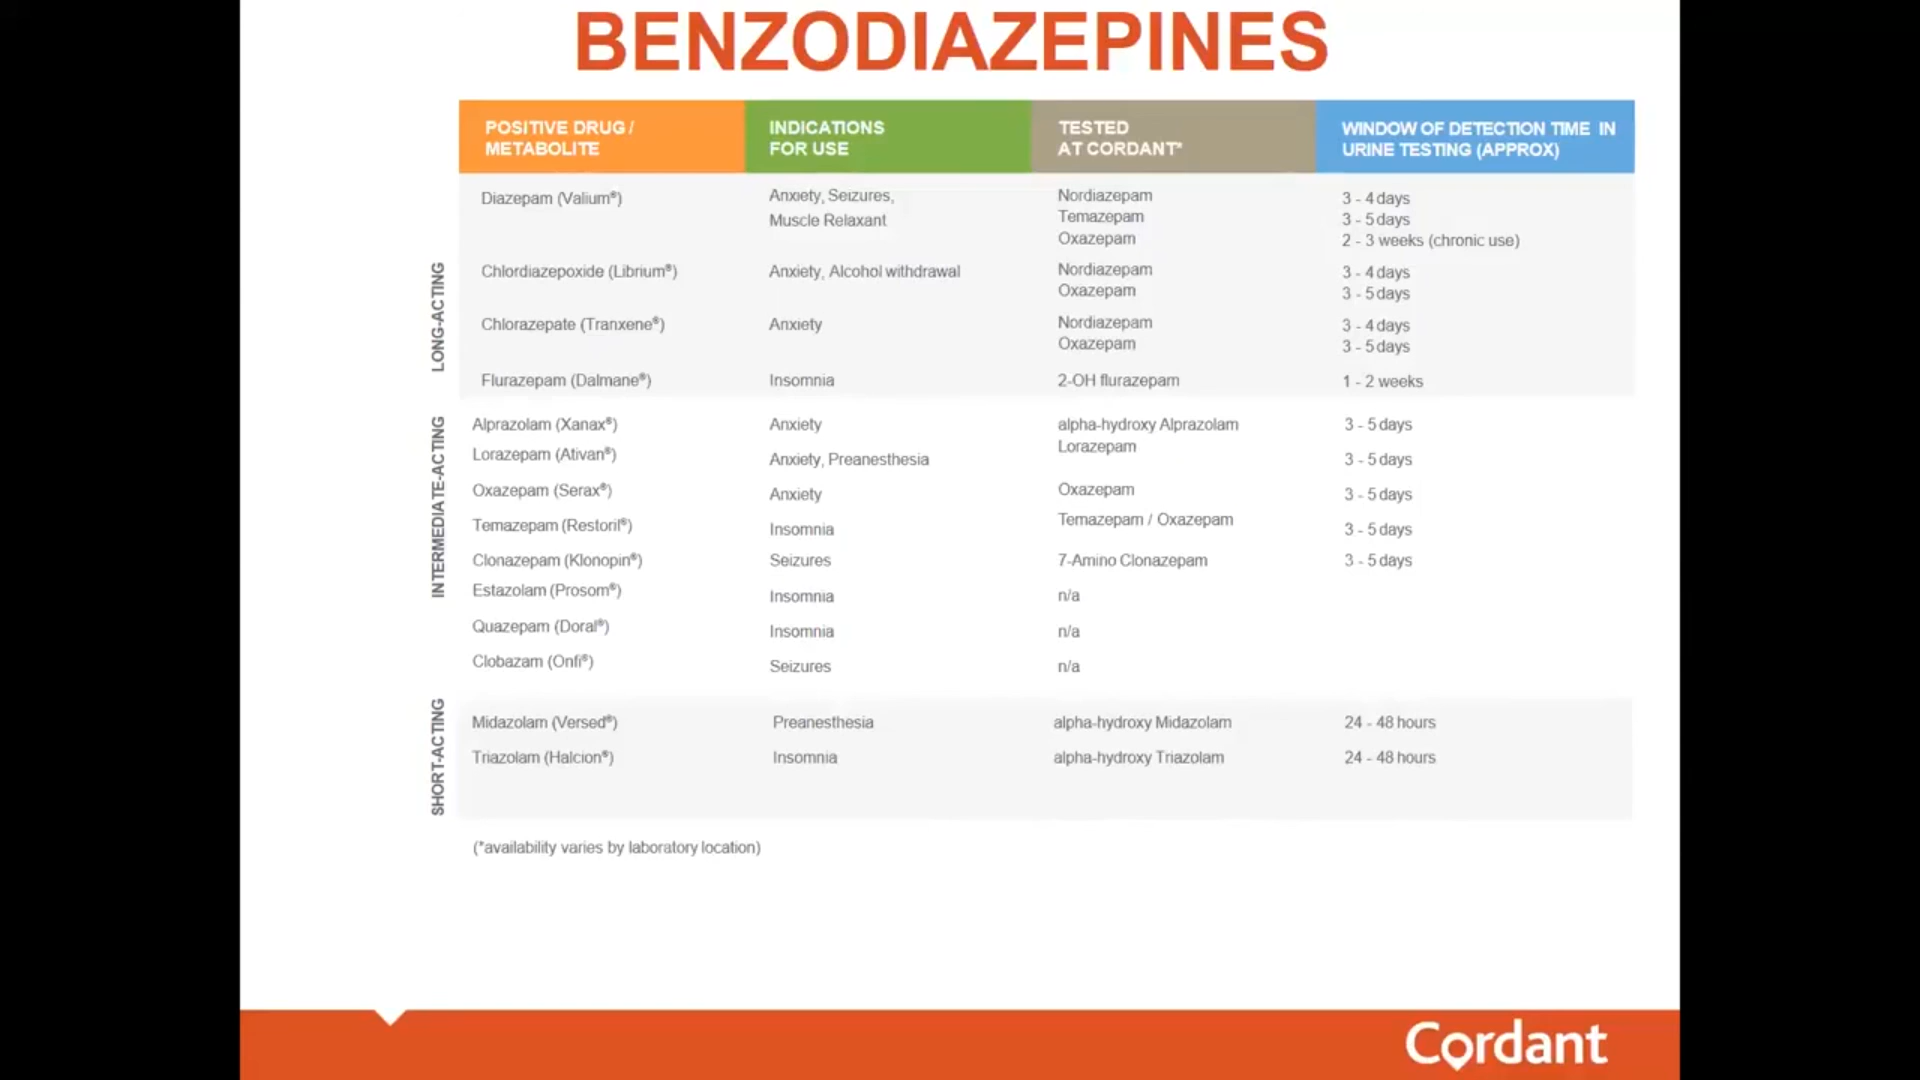 BENZODIAZEPINES
POSITIVE DRUG / METABOLITE
INDICATIONS FOR USE
TESTED AT CORDANT*
WINDOW OF DETECTION TIME IN URINE TESTING (APPROX)
LONG-ACTING
Diazepam (Valium®)
Anxiety, Seizures,
Muscle Relaxant
Nordiazepam
Temazepam
Oxazepam
3 - 4 days
3 - 5 days
2 - 3 weeks (chronic use)
Chlordiazepoxide (Librium®)
Anxiety, Alcohol withdrawal
Nordiazepam
Oxazepam
3 - 4 days
3 - 5 days
Chlorazepate (Tranxene®)
Anxiety
Nordiazepam
Oxazepam
3 - 4 days
3 - 5 days
Flurazepam (Dalmane®)
Insomnia
2-OH flurazepam
1 - 2 weeks
INTERMEDIATE-ACTING
Alprazolam (Xanax®)
Anxiety
alpha-hydroxy Alprazolam
3 - 5 days
Lorazepam (Ativan®)
Anxiety, Preanesthesia
Lorazepam
3 - 5 days
Oxazepam (Serax®)
Anxiety
Oxazepam
3 - 5 days
Temazepam (Restoril®)
Insomnia
Temazepam / Oxazepam
3 - 5 days
Clonazepam (Klonopin®)
Seizures
7-Amino Clonazepam
3 - 5 days
Estazolam (Prosom®)
Insomnia
n/a
Quazepam (Doral®)
Insomnia
n/a
Clobazam (Onfi®)
Seizures
n/a
SHORT-ACTING
Midazolam (Versed®)
Preanesthesia
alpha-hydroxy Midazolam
24 - 48 hours
Triazolam (Halcion®)
Insomnia
alpha-hydroxy Triazolam
24 - 48 hours
(*availability varies by laboratory location)
Cordant